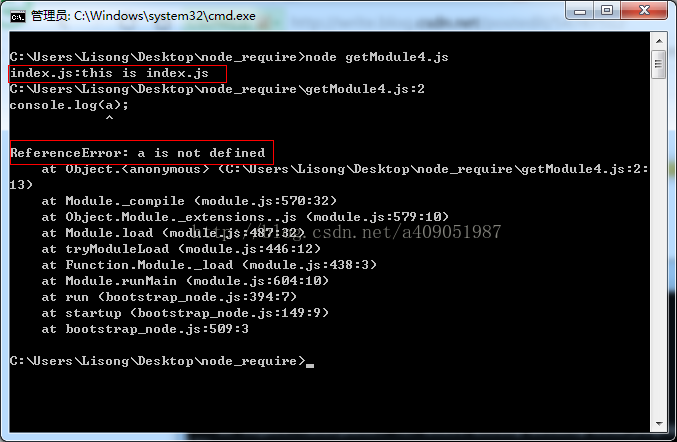 管理员: C:\Windows\system32\cmd.exe
C:\Users\Lisong\Desktop\node_require>node getModule4.js
index.js:this is index.js
C:\Users\Lisong\Desktop\node_require\getModule4.js:2
console.log(a);
^
ReferenceError: a is not defined
at Object.<anonymous> (C:\Users\Lisong\Desktop\node_require\getModule4.js:2:
13)
at Module._compile (module.js:570:32)
at Object.Module._extensions..js (module.js:579:10)
at Module.load (module.js:487:32)
http://blog.csdn.net/a409051987
at tryModuleLoad (module.js:446:12)
at Function.Module._load (module.js:438:3)
at Module.runMain (module.js:604:10)
at run (bootstrap_node.js:394:7)
at startup (bootstrap_node.js:149:9)
at bootstrap_node.js:509:3
C:\Users\Lisong\Desktop\node_require>